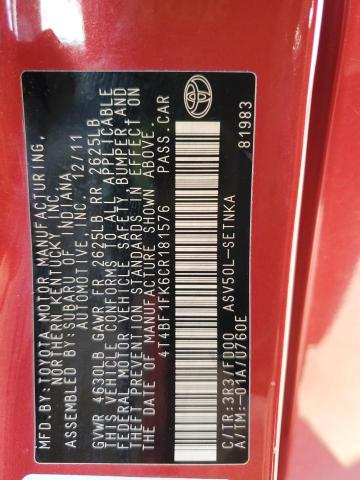 MFD.BY: TOYOTA MOTOR MANUFACTURING,
NORTHERN KENTUCKY INC
ASSEMBLED BY: SUBARU OF INDIANA
AUTOMOTIVE INC. 12/11
GVWR 4630LB GAWR FR 2625LB RR 2625LB
THIS VEHICLE CONFORMS TO ALL APPLICABLE
FEDERAL MOTOR VEHICLE SAFETY, BUMPER, AND
THEFT PREVENTION STANDARDS IN EFFECT ON
THE DATE OF MANUFACTURE SHOWN ABOVE.
4T4BF1FK6CR181576 PASS.CAR
C/TR:3R3/FD00 ASV50L-SETNKA
A/TM:-01A/U760E 81983